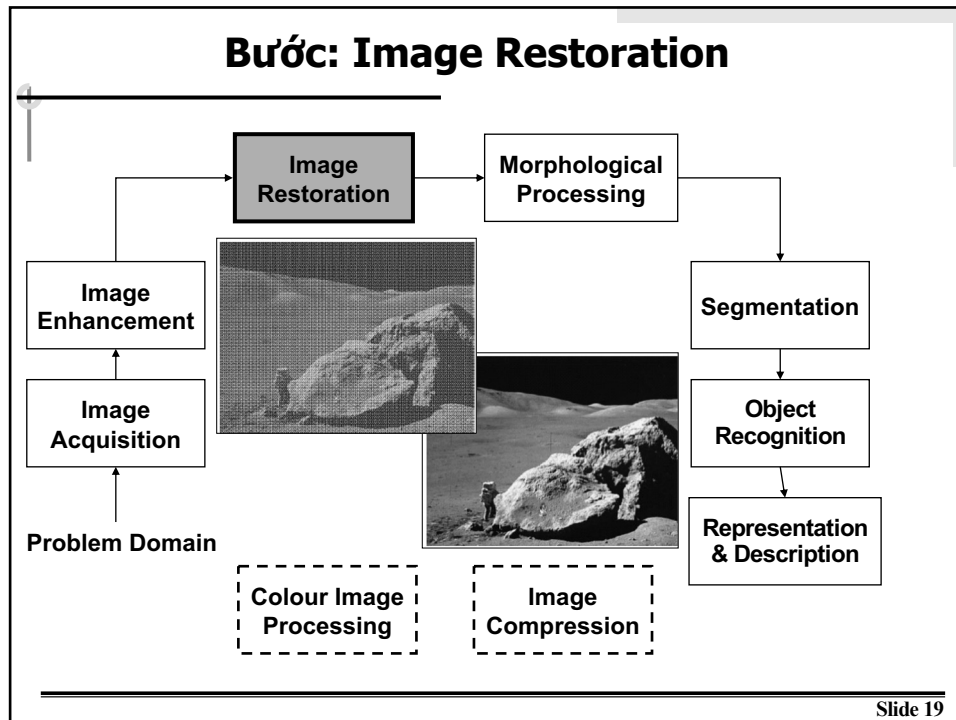 Bước: Image Restoration
Image
Restoration
Morphological
Processing
Image
Enhancement
Segmentation
Image
Acquisition
Object
Recognition
Problem Domain
Representation
& Description
Colour Image
Processing
Image
Compression
Slide 19